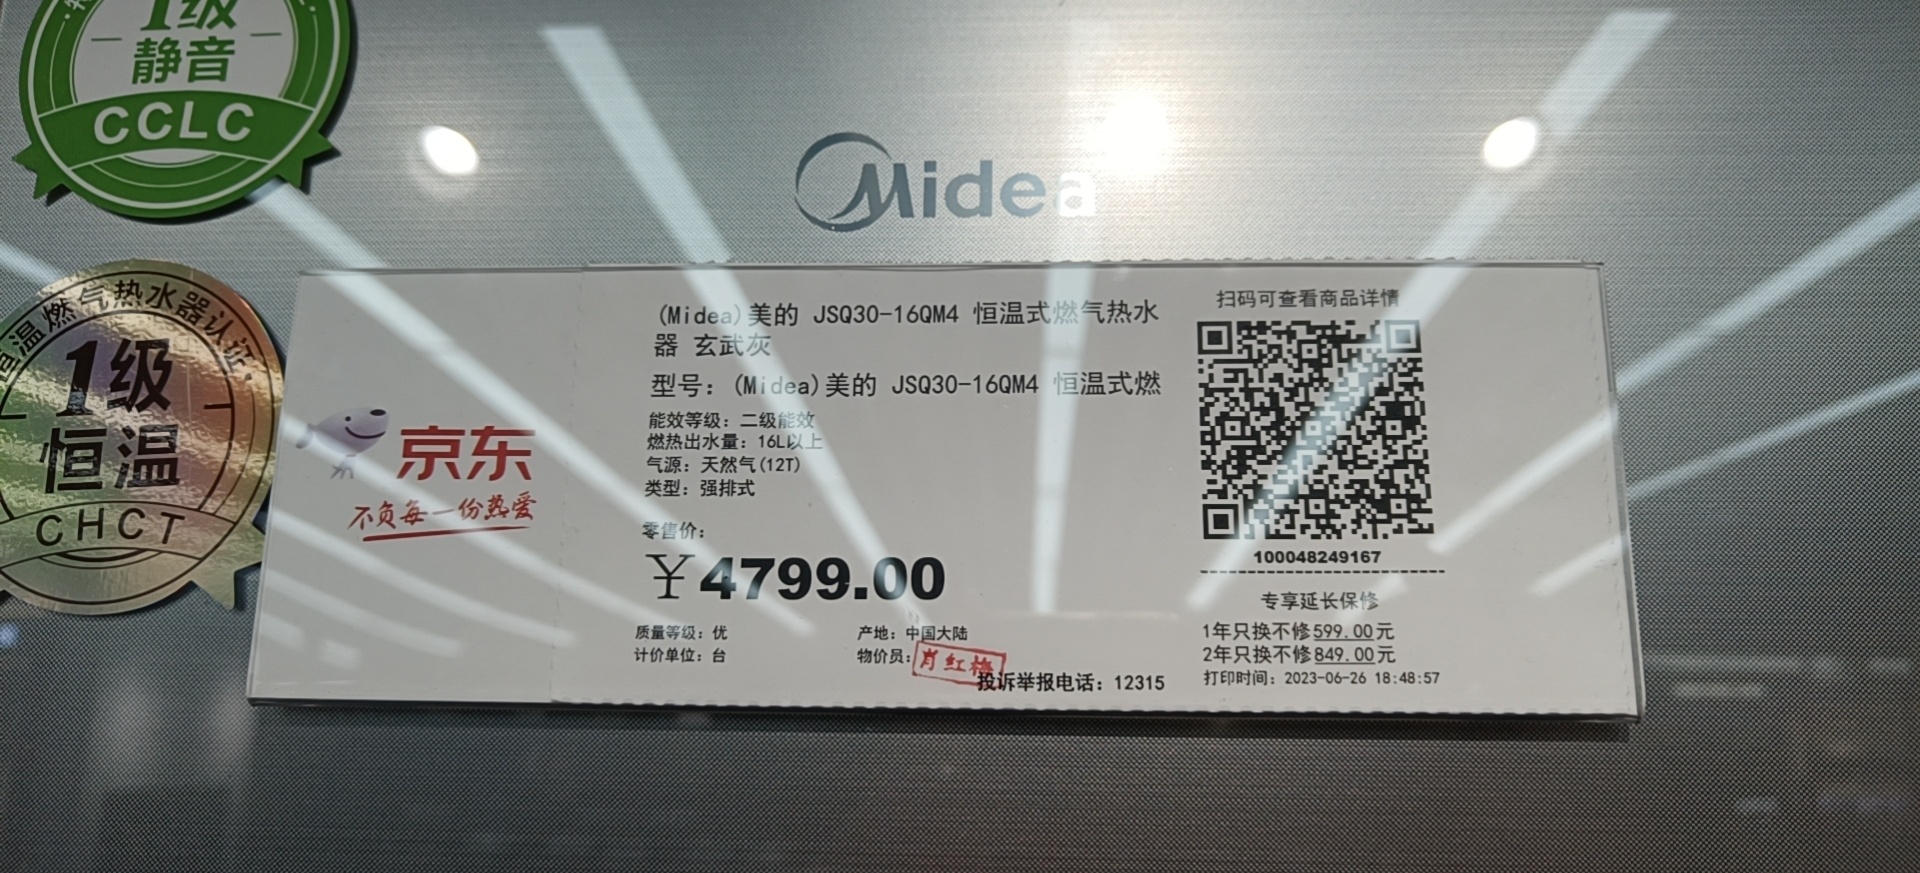 1级
静音
CCLC
Midea
恒温燃气热水器认证
1级
恒温
CHCT
京东
不负每一份热爱
(Midea)美的 JSQ30-16QM4 恒温式燃气热水
器 玄武灰
型号：(Midea)美的 JSQ30-16QM4 恒温式燃
能效等级：二级能效
燃热出水量：16L以上
气源：天然气(12T)
类型：强排式
零售价：
￥4799.00
质量等级：优
产地：中国大陆
计价单位：台
物价员：
肖红梅
投诉举报电话：12315
扫码可查看商品详情
100048249167
专享延长保修
1年只换不修599.00元
2年只换不修849.00元
打印时间：2023-06-26 18:48:57